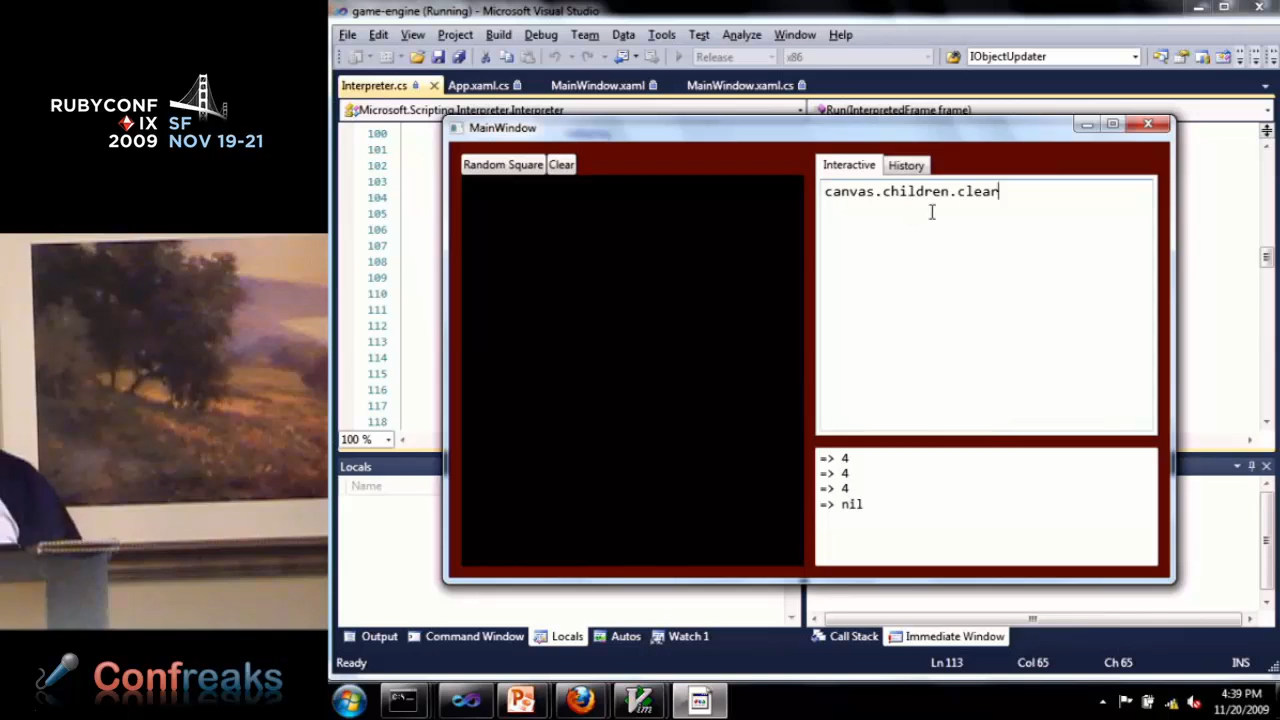 RUBYCONF
IX SF
2009 NOV 19-21
game-engine (Running) - Microsoft Visual Studio
File Edit View Project Build Debug Team Data Tools Test Analyze Window Help
Release x86 IObjectUpdater
Interpreter.cs App.xaml.cs MainWindow.xaml MainWindow.xaml.cs
Microsoft.Scripting.Interpreter.Interpreter Run(InterpretedFrame frame)
100
101
102
103
104
105
106
107
108
109
110
111
112
113
114
115
116
117
118
100 %
MainWindow
Random Square Clear
Interactive History
canvas.children.clear
=> 4
=> 4
=> 4
=> nil
Locals
Name
Output Command Window Locals Autos Watch 1
Call Stack Immediate Window
Ready Ln 113 Col 65 Ch 65 INS
Confreaks
4:39 PM
11/20/2009